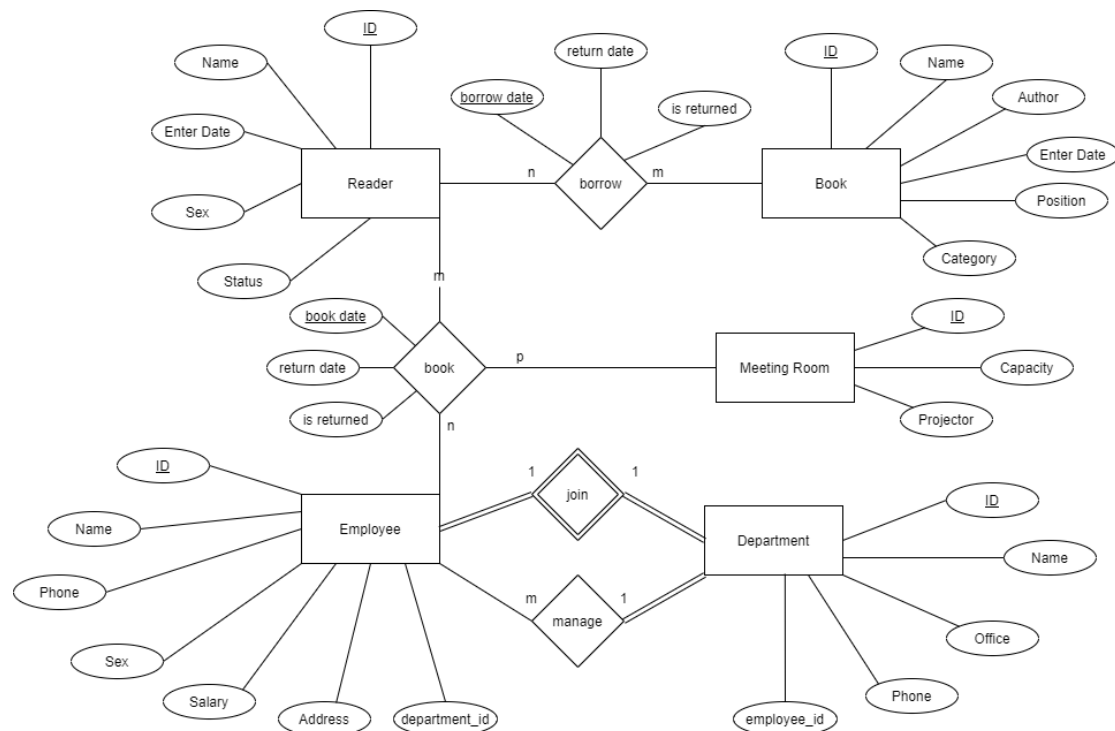 ID
Name
return date
ID
Name
borrow date
is returned
Author
Enter Date
Enter Date
Reader
n
borrow
m
Book
Position
Sex
Category
Status
m
book date
ID
p
return date
book
Meeting Room
Capacity
is returned
n
Projector
ID
1
join
1
ID
Name
Employee
Department
Name
Phone
m
manage
1
Office
Sex
Salary
Phone
Address
department_id
employee_id